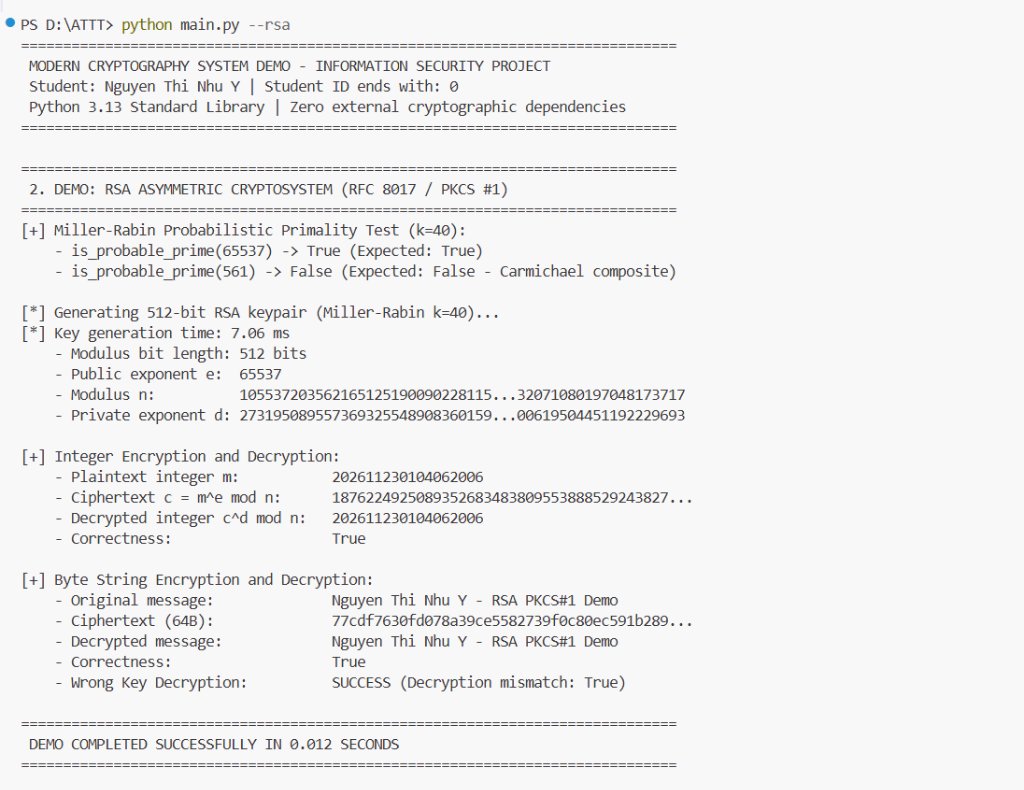 PS D:\ATTT> python main.py --rsa
================================================================================
MODERN CRYPTOGRAPHY SYSTEM DEMO - INFORMATION SECURITY PROJECT
Student: Nguyen Thi Nhu Y | Student ID ends with: 0
Python 3.13 Standard Library | Zero external cryptographic dependencies
================================================================================
================================================================================
2. DEMO: RSA ASYMMETRIC CRYPTOSYSTEM (RFC 8017 / PKCS #1)
================================================================================
[+] Miller-Rabin Probabilistic Primality Test (k=40):
- is_probable_prime(65537) -> True (Expected: True)
- is_probable_prime(561) -> False (Expected: False - Carmichael composite)
[*] Generating 512-bit RSA keypair (Miller-Rabin k=40)...
[*] Key generation time: 7.06 ms
- Modulus bit length: 512 bits
- Public exponent e: 65537
- Modulus n: 105537203562165125190090228115...32071080197048173717
- Private exponent d: 273195089557369325548908360159...00619504451192229693
[+] Integer Encryption and Decryption:
- Plaintext integer m: 202611230104062006
- Ciphertext c = m^e mod n: 1876224925089352683483809553888529243827...
- Decrypted integer c^d mod n: 202611230104062006
- Correctness: True
[+] Byte String Encryption and Decryption:
- Original message: Nguyen Thi Nhu Y - RSA PKCS#1 Demo
- Ciphertext (64B): 77cdf7630fd078a39ce5582739f0c80ec591b289...
- Decrypted message: Nguyen Thi Nhu Y - RSA PKCS#1 Demo
- Correctness: True
- Wrong Key Decryption: SUCCESS (Decryption mismatch: True)
================================================================================
DEMO COMPLETED SUCCESSFULLY IN 0.012 SECONDS
================================================================================